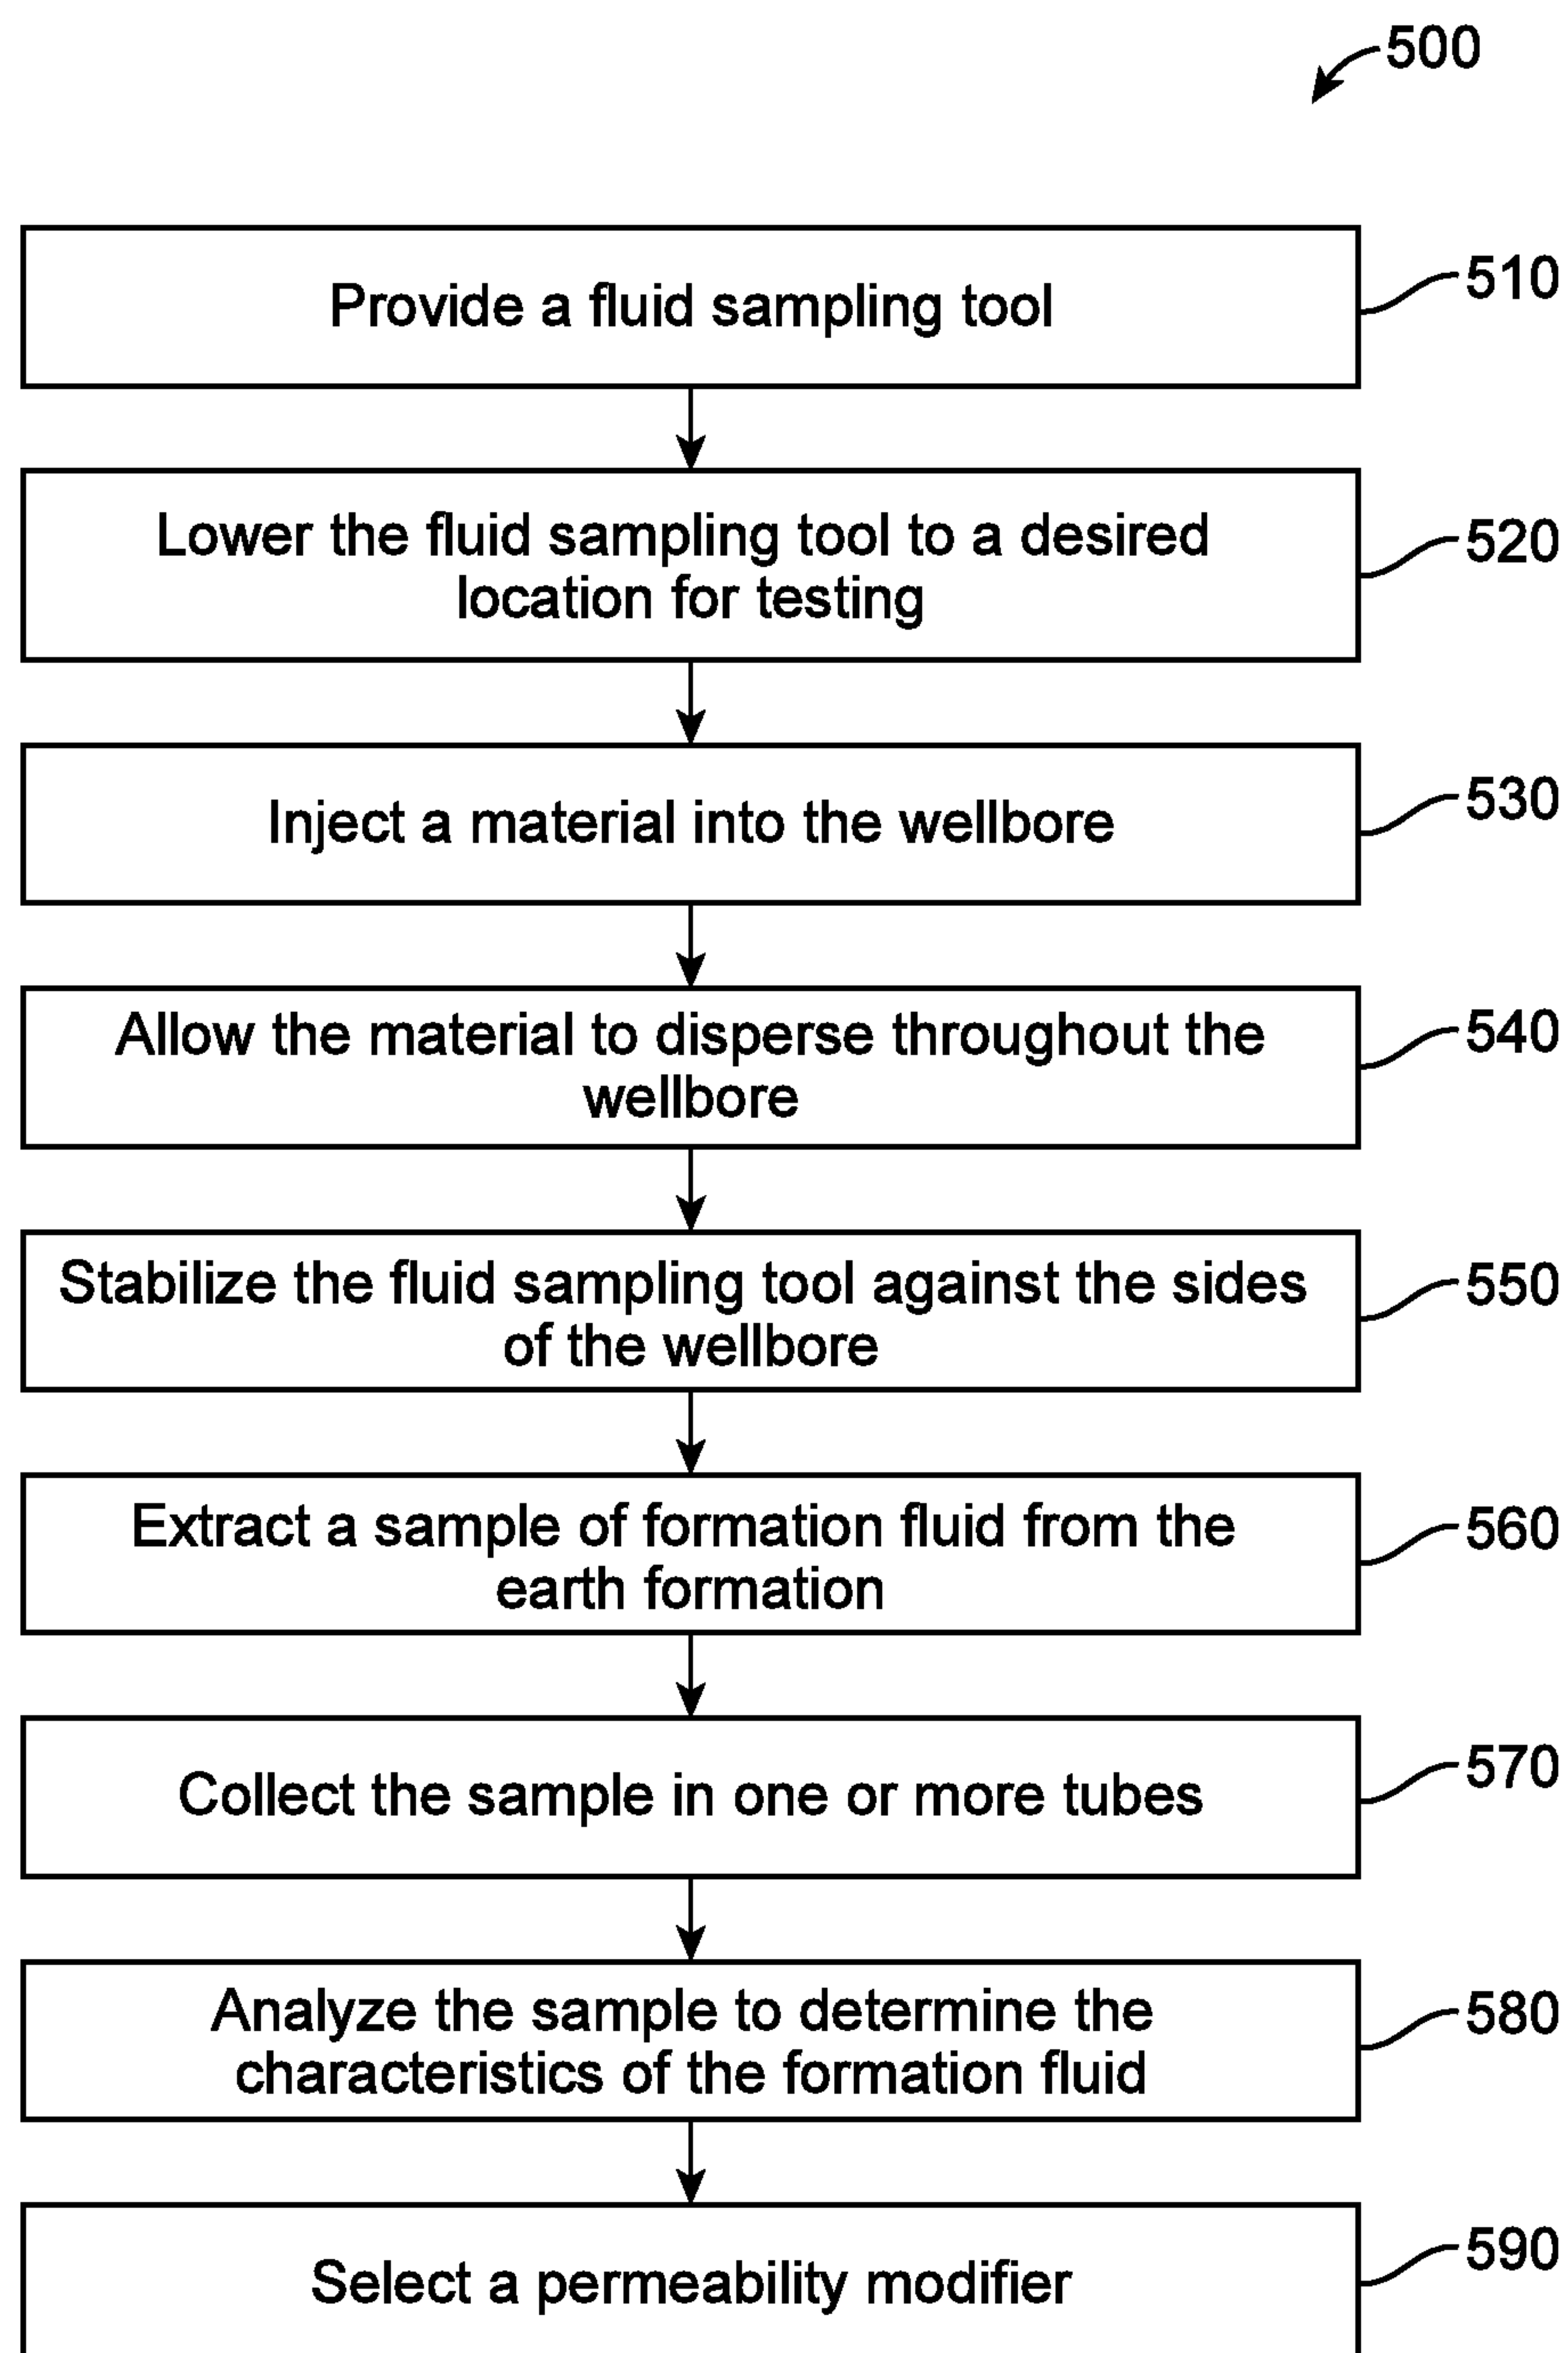 500
Provide a fluid sampling tool
510
Lower the fluid sampling tool to a desired
location for testing
520
Inject a material into the wellbore
530
Allow the material to disperse throughout the
wellbore
540
Stabilize the fluid sampling tool against the sides
of the wellbore
550
Extract a sample of formation fluid from the
earth formation
560
Collect the sample in one or more tubes
570
Analyze the sample to determine the
characteristics of the formation fluid
580
Select a permeability modifier
590